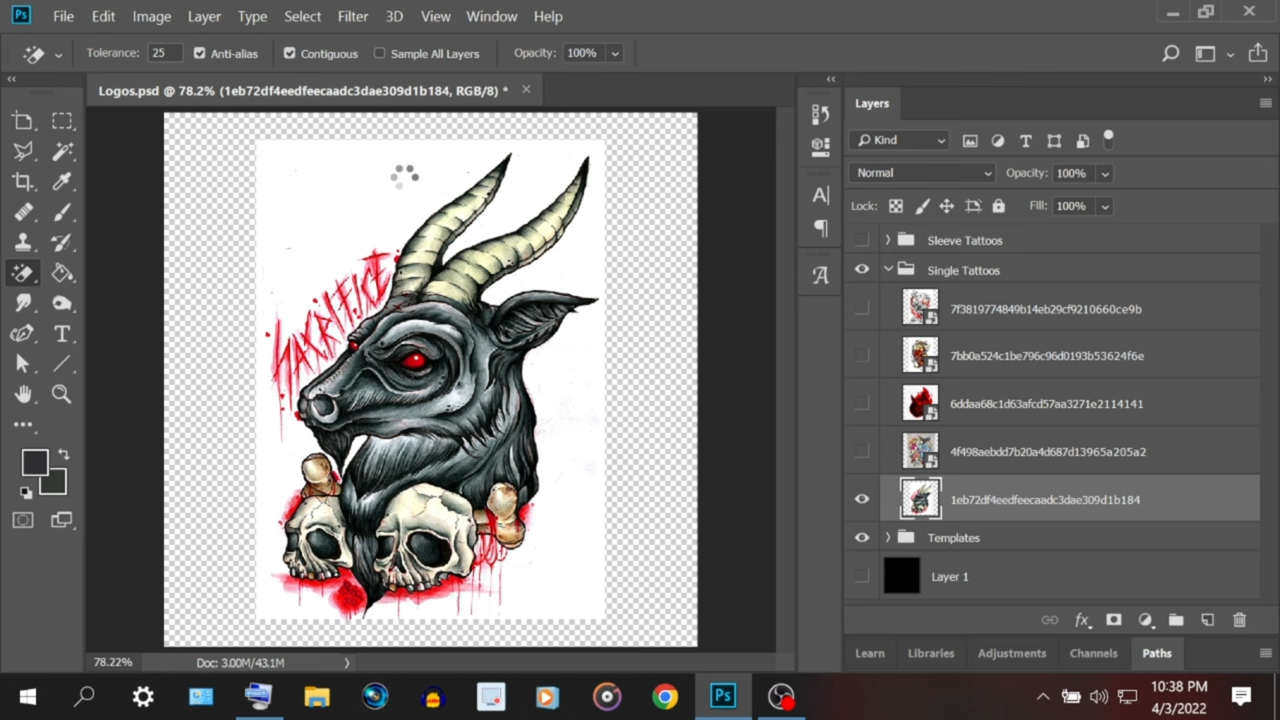 Ps File Edit Image Layer Type Select Filter 3D View Window Help
Tolerance: 25 Anti-alias Contiguous Sample All Layers Opacity: 100%
Logos.psd @ 78.2% (1eb72df4eedfeecaadc3dae309d1b184, RGB/8) *
Layers
Kind
Normal Opacity: 100%
Lock: Fill: 100%
Sleeve Tattoos
Single Tattoos
7f3819774849b14eb29cf9210660ce9b
7bb0a524c1be796c96d0193b53624f6e
6ddaa68c1d63afcd57aa3271e2114141
4f498aebdd7b20a4d687d13965a205a2
1eb72df4eedfeecaadc3dae309d1b184
Templates
Layer 1
SACRIFICE
78.22% Doc: 3.00M/43.1M
Learn Libraries Adjustments Channels Paths
Ps
10:38 PM
4/3/2022